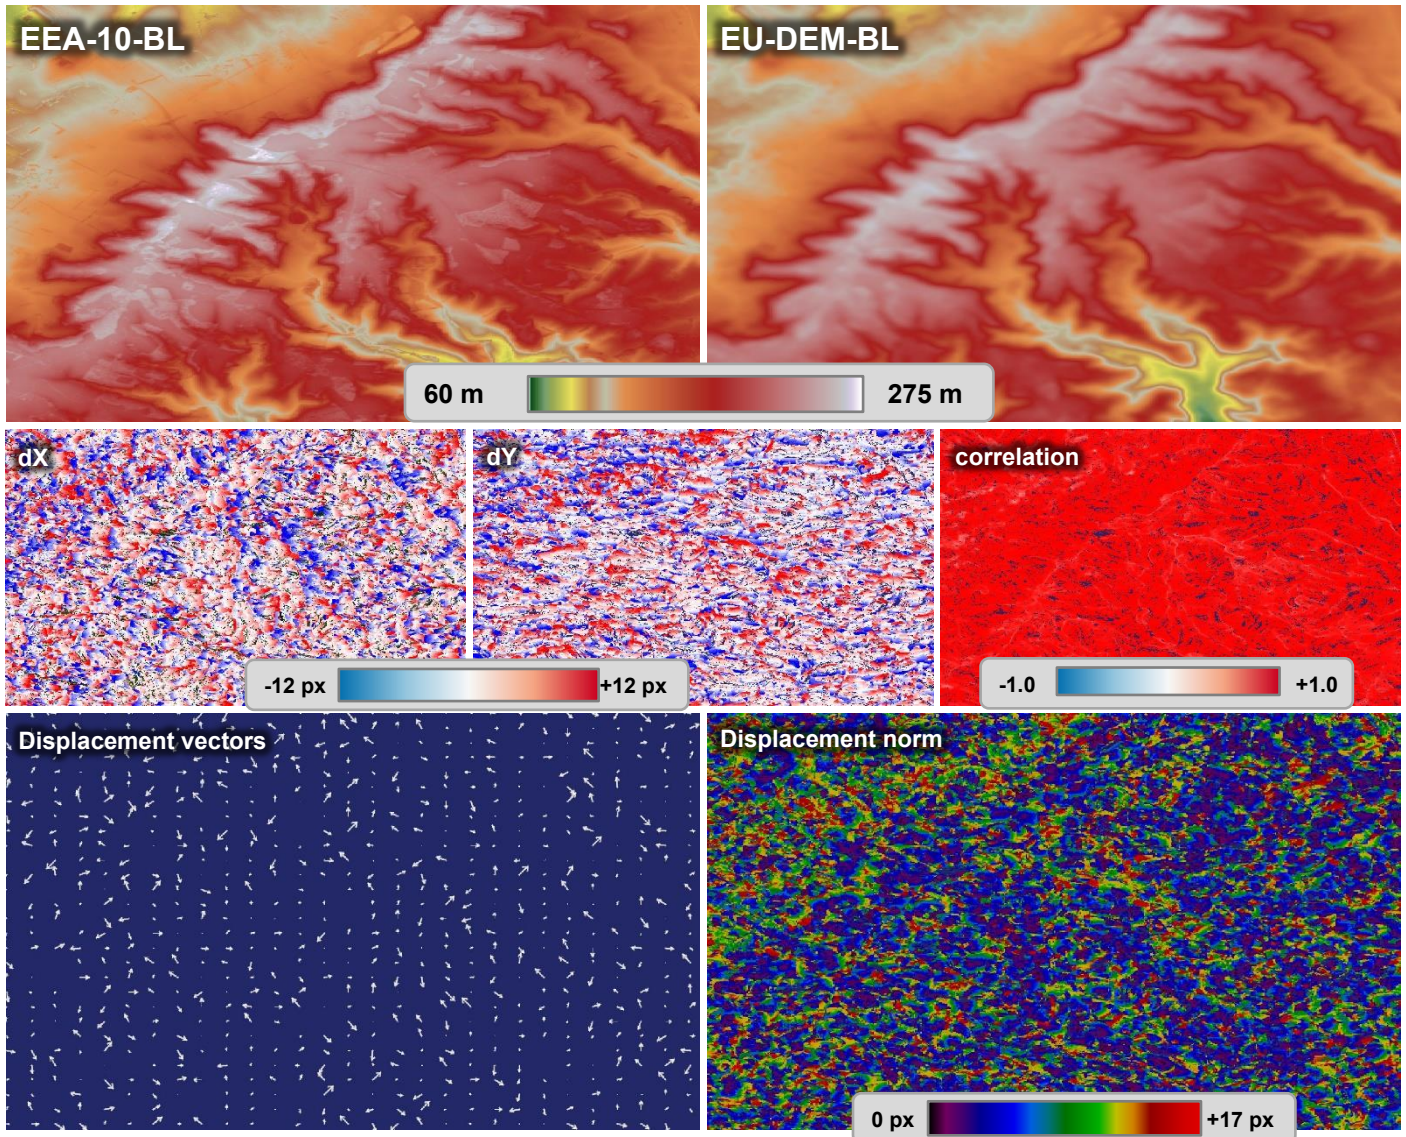 EEA-10-BL
EU-DEM-BL
60 m
275 m
dX
dY
correlation
-12 px
+12 px
-1.0
+1.0
Displacement vectors
Displacement norm
0 px
+17 px